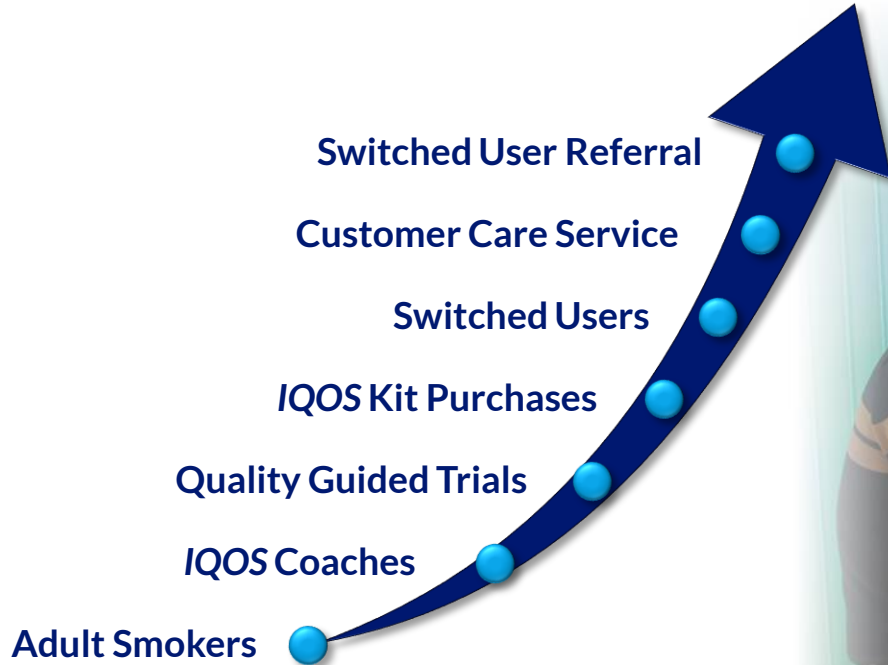 Switched User Referral
Customer Care Service
Switched Users
IQOS Kit Purchases
Quality Guided Trials
IQOS Coaches
Adult Smokers